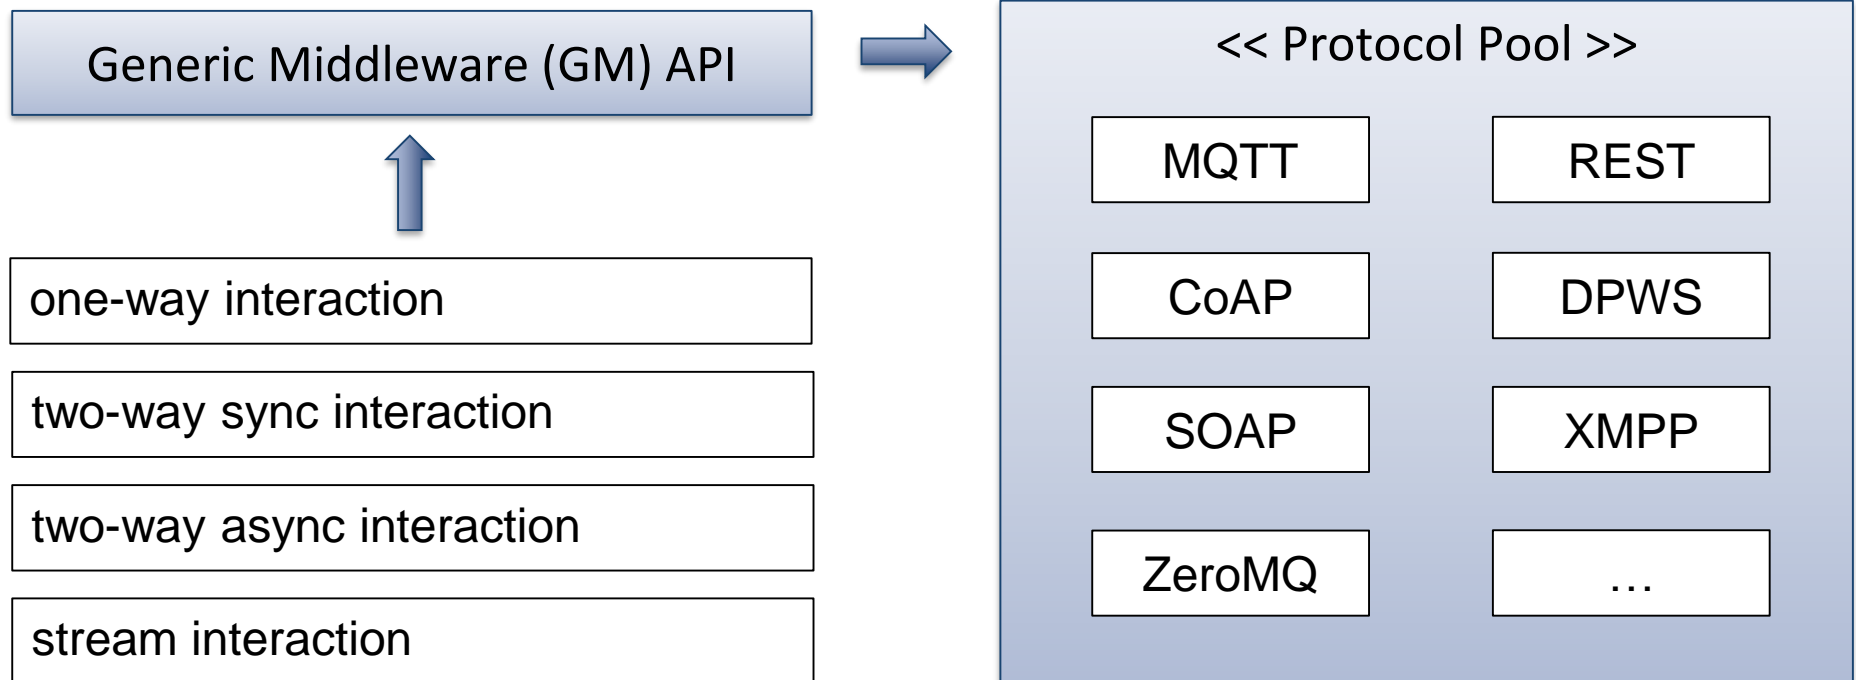 Generic Middleware (GM) API
one-way interaction
two-way sync interaction
two-way async interaction
stream interaction
<< Protocol Pool >>
MQTT
REST
CoAP
DPWS
SOAP
XMPP
ZeroMQ
…